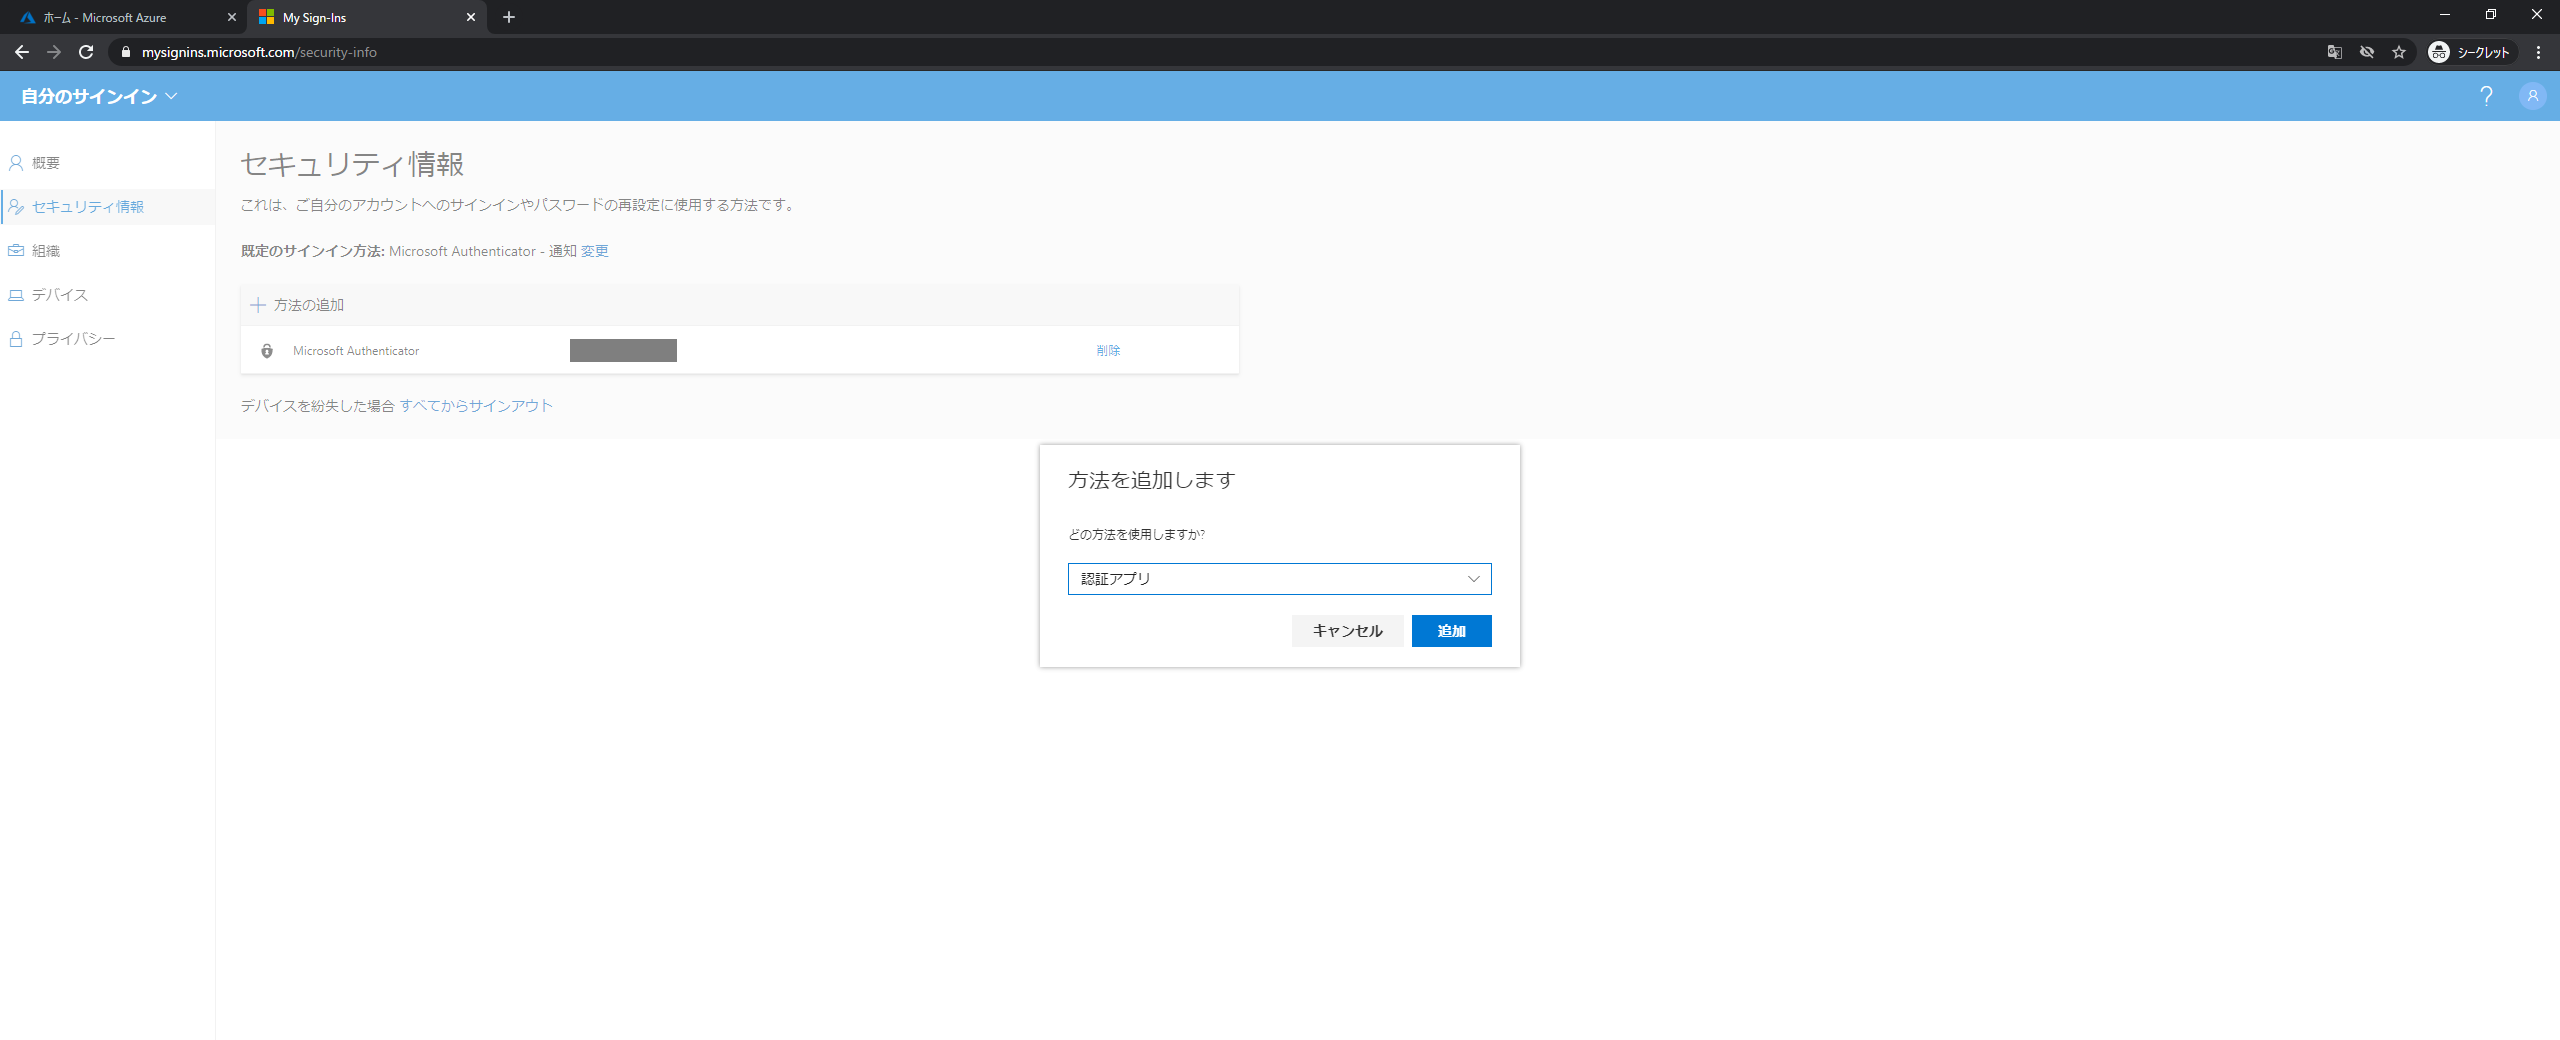 ホーム - Microsoft Azure
My Sign-Ins
mysignins.microsoft.com/security-info
シークレット
自分のサインイン
概要
セキュリティ情報
組織
デバイス
プライバシー
セキュリティ情報
これは、ご自分のアカウントへのサインインやパスワードの再設定に使用する方法です。
既定のサインイン方法: Microsoft Authenticator - 通知 変更
方法の追加
Microsoft Authenticator 削除
デバイスを紛失した場合 すべてからサインアウト
方法を追加します
どの方法を使用しますか?
認証アプリ
キャンセル 追加